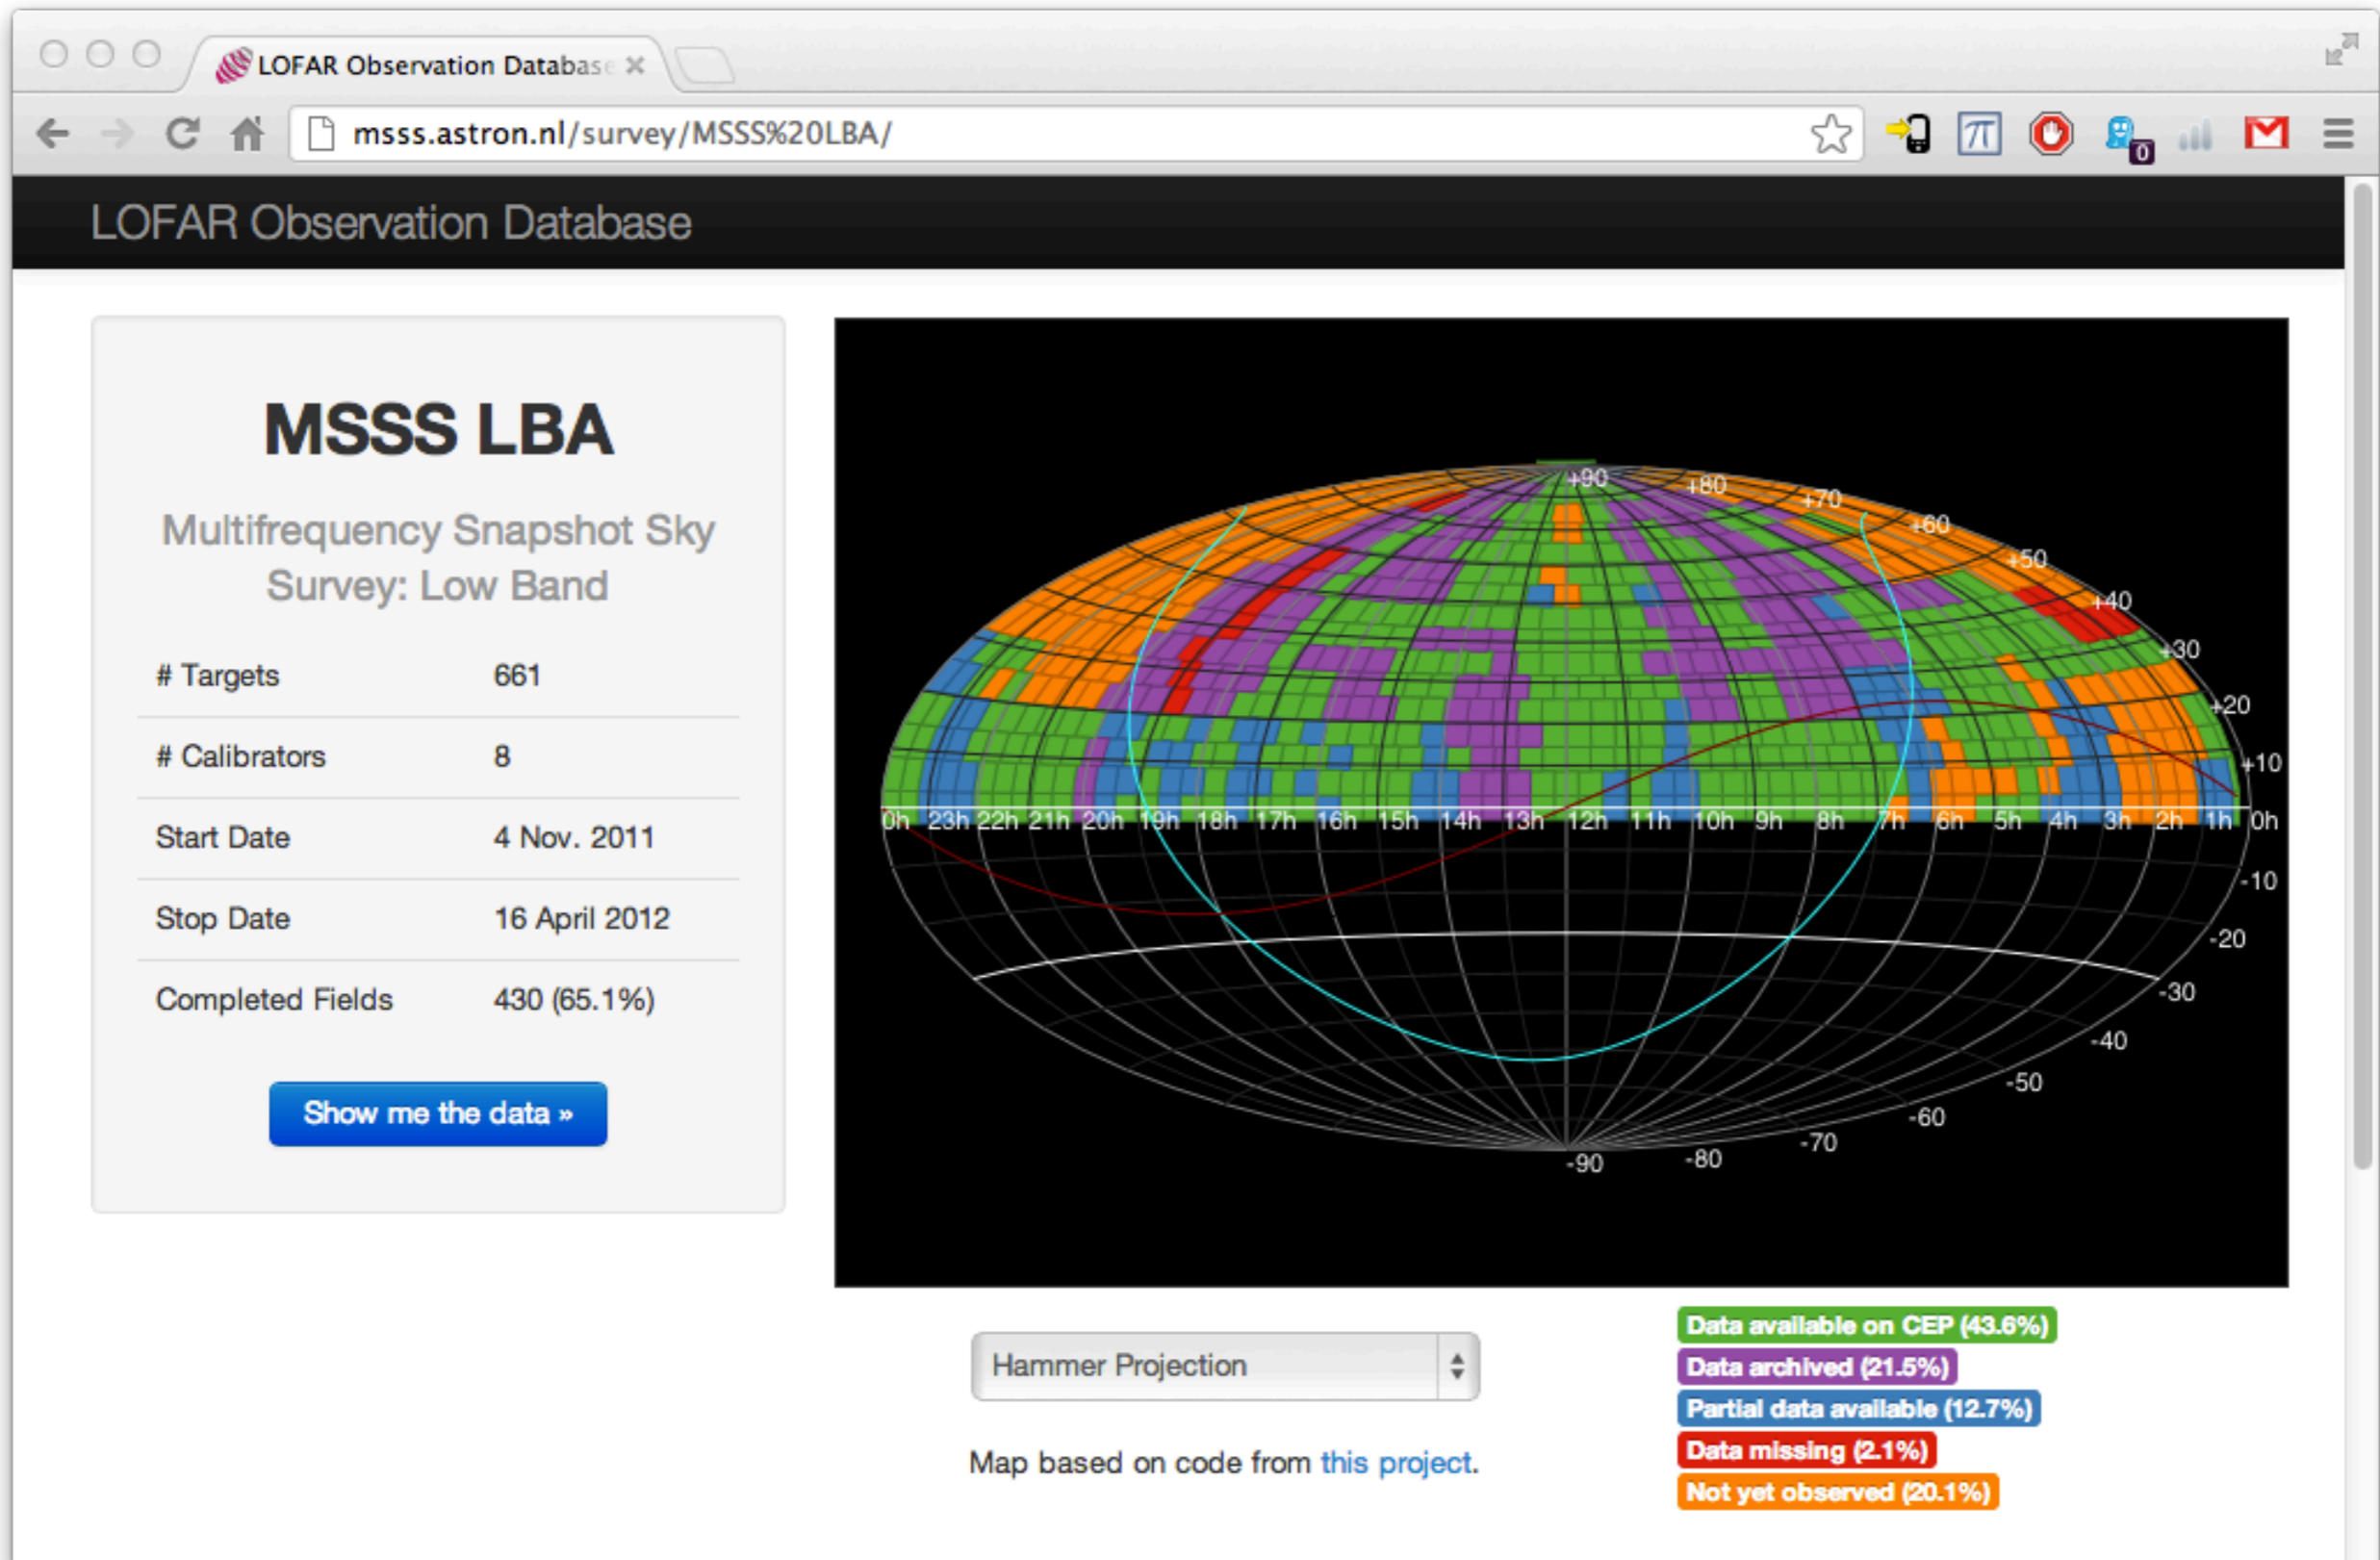 LOFAR Observation Database
msss.astron.nl/survey/MSSS%20LBA/
0
LOFAR Observation Database
MSSS LBA
Multifrequency Snapshot Sky
Survey: Low Band
# Targets 661
# Calibrators 8
Start Date 4 Nov. 2011
Stop Date 16 April 2012
Completed Fields 430 (65.1%)
Show me the data »
+90
+80
+70
+60
+50
+40
+30
+20
+10
0h 23h 22h 21h 20h 19h 18h 17h 16h 15h 14h 13h 12h 11h 10h 9h 8h 7h 6h 5h 4h 3h 2h 1h 0h
-10
-20
-30
-40
-50
-60
-70
-80
-90
Hammer Projection
Map based on code from this project.
Data available on CEP (43.6%)
Data archived (21.5%)
Partial data available (12.7%)
Data missing (2.1%)
Not yet observed (20.1%)